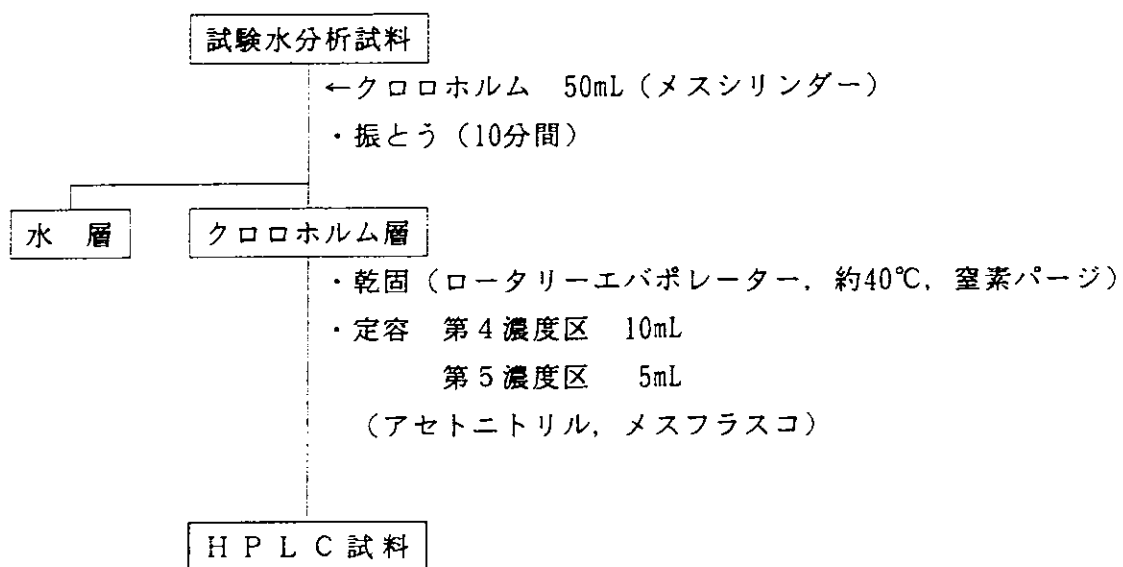 試験水分析試料
←クロロホルム 50mL（メスシリンダー）
・振とう（10分間）
水 層
クロロホルム層
・乾固（ロータリーエバポレーター，約40℃，窒素パージ）
・定容 第４濃度区 10mL
第５濃度区 5mL
（アセトニトリル，メスフラスコ）
ＨＰＬＣ試料